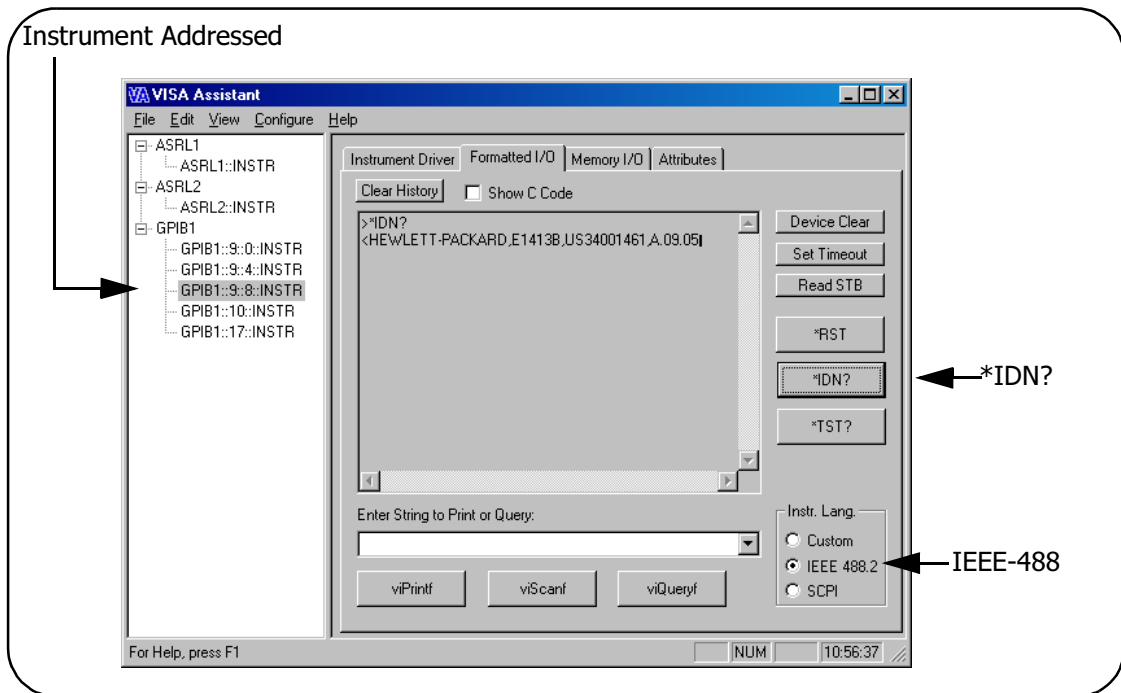 Instrument Addressed
VISA Assistant
File Edit View Configure Help
ASRL1
ASRL1::INSTR
ASRL2
ASRL2::INSTR
GPIB1
GPIB1::9::0::INSTR
GPIB1::9::4::INSTR
GPIB1::9::8::INSTR
GPIB1::10::INSTR
GPIB1::17::INSTR
Instrument Driver Formatted I/O Memory I/O Attributes
Clear History Show C Code
>*IDN?
<HEWLETT-PACKARD,E1413B,US34001461,A.09.05
Device Clear
Set Timeout
Read STB
*RST
*IDN?
*TST?
*IDN?
Enter String to Print or Query:
viPrintf viScanf viQueryf
Instr. Lang.
Custom
IEEE 488.2
SCPI
IEEE-488
For Help, press F1 NUM 10:56:37